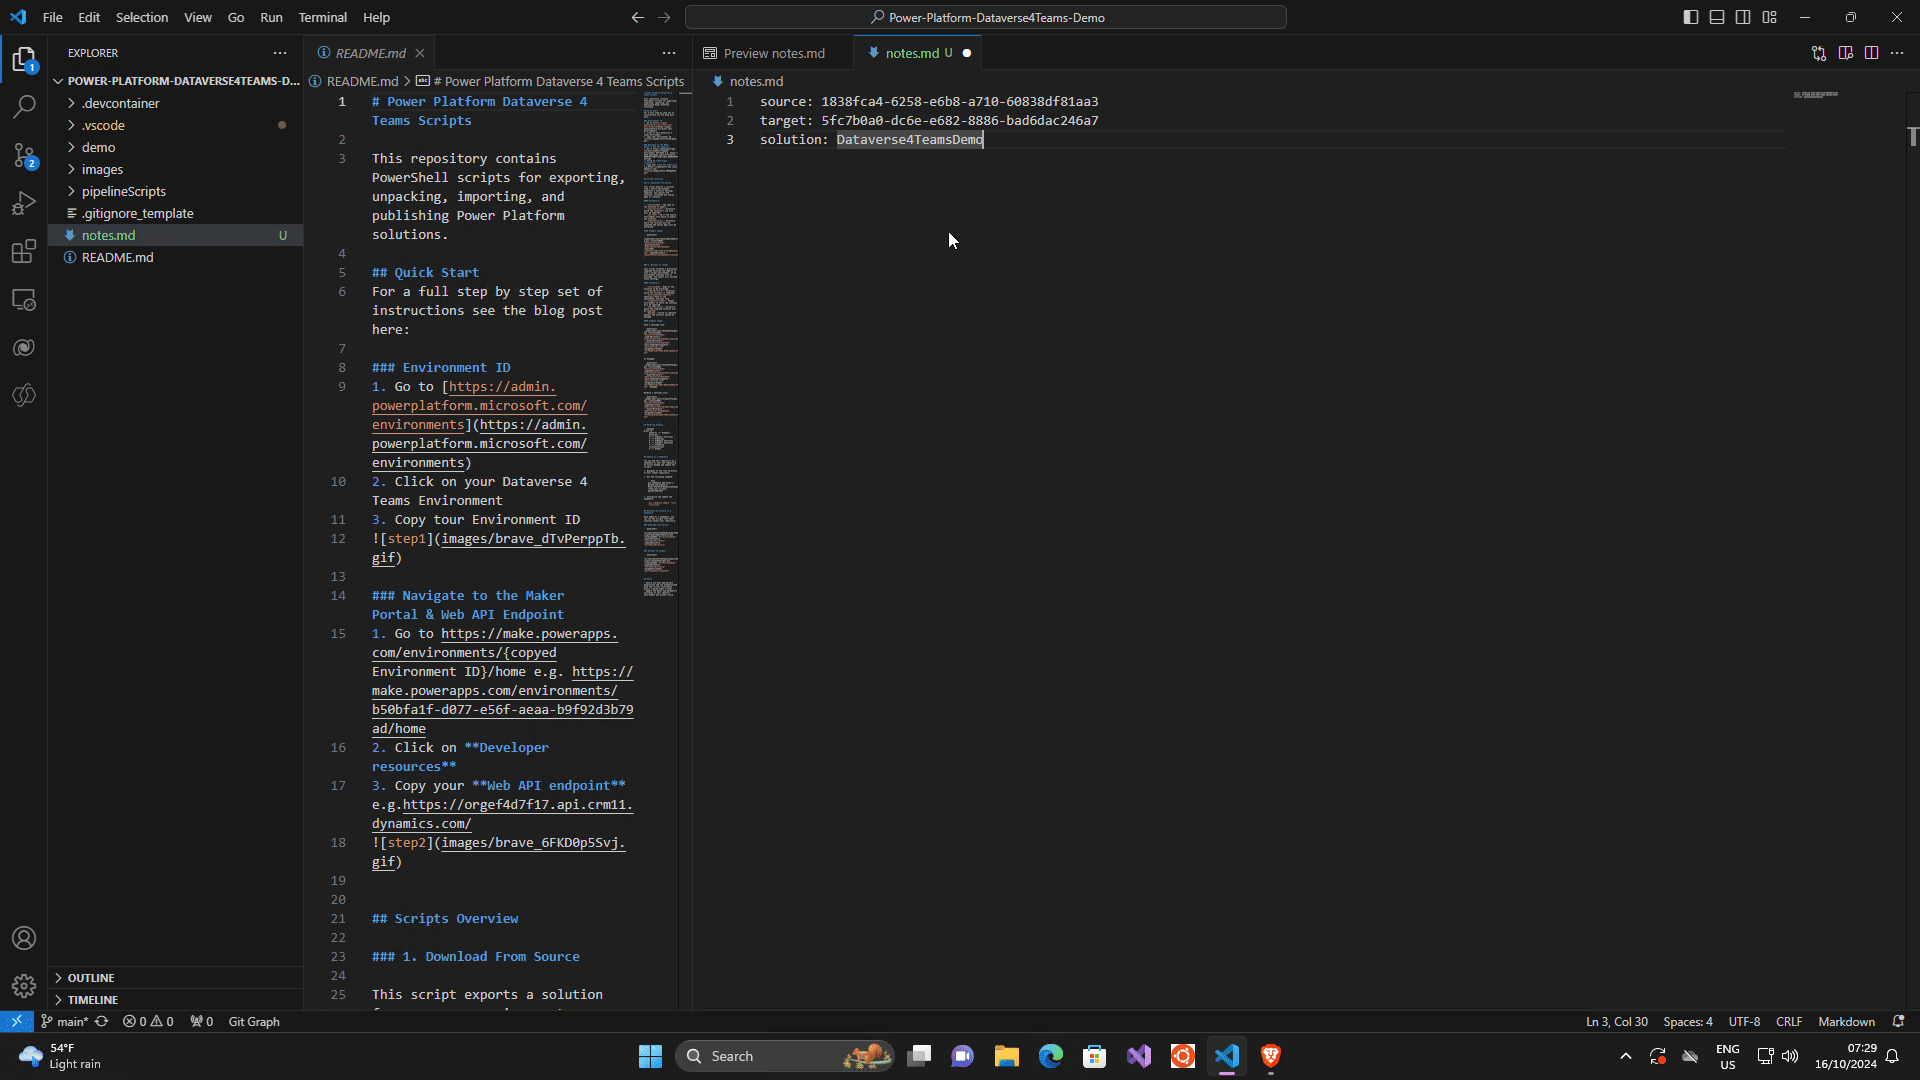 File Edit Selection View Go Run Terminal Help
Power-Platform-Dataverse4Teams-Demo
EXPLORER
POWER-PLATFORM-DATAVERSE4TEAMS-D...
.devcontainer
.vscode
demo
images
pipelineScripts
.gitignore_template
notes.md U
README.md
OUTLINE
TIMELINE
1
2
README.md
README.md > # Power Platform Dataverse 4 Teams Scripts
1 # Power Platform Dataverse 4
Teams Scripts
2
3 This repository contains
PowerShell scripts for exporting,
unpacking, importing, and
publishing Power Platform
solutions.
4
5 ## Quick Start
6 For a full step by step set of
instructions see the blog post
here:
7
8 ### Environment ID
9 1. Go to [https://admin.
powerplatform.microsoft.com/
environments](https://admin.
powerplatform.microsoft.com/
environments)
10 2. Click on your Dataverse 4
Teams Environment
11 3. Copy tour Environment ID
12 ![step1](images/brave_dTvPerppTb.
gif)
13
14 ### Navigate to the Maker
Portal & Web API Endpoint
15 1. Go to https://make.powerapps.
com/environments/{copyed
Environment ID}/home e.g. https://
make.powerapps.com/environments/
b50bfa1f-d077-e56f-aeaa-b9f92d3b79
ad/home
16 2. Click on **Developer
resources**
17 3. Copy your **Web API endpoint**
e.g.https://orgef4d7f17.api.crm11.
dynamics.com/
18 ![step2](images/brave_6FKD0p5Svj.
gif)
19
20
21 ## Scripts Overview
22
23 ### 1. Download From Source
24
25 This script exports a solution
Preview notes.md
notes.md U
notes.md
1 source: 1838fca4-6258-e6b8-a710-60838df81aa3
2 target: 5fc7b0a0-dc6e-e682-8886-bad6dac246a7
3 solution: Dataverse4TeamsDemo
main* 0 0 0 Git Graph
Ln 3, Col 30 Spaces: 4 UTF-8 CRLF Markdown
54°F
Light rain
Search
ENG
US
07:29
16/10/2024